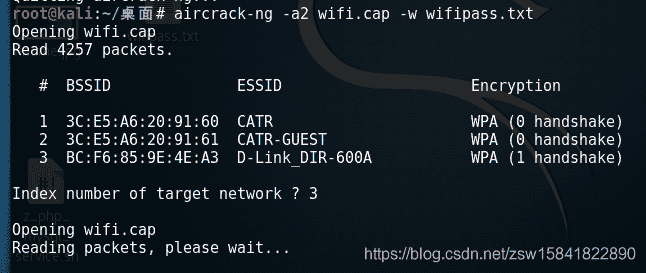 root@kali:~/桌面# aircrack-ng -a2 wifi.cap -w wifipass.txt
Opening wifi.cap
Read 4257 packets.
# BSSID ESSID Encryption
1 3C:E5:A6:20:91:60 CATR WPA (0 handshake)
2 3C:E5:A6:20:91:61 CATR-GUEST WPA (0 handshake)
3 BC:F6:85:9E:4E:A3 D-Link_DIR-600A WPA (1 handshake)
Index number of target network ? 3
Opening wifi.cap
Reading packets, please wait...
https://blog.csdn.net/zsw15841822890